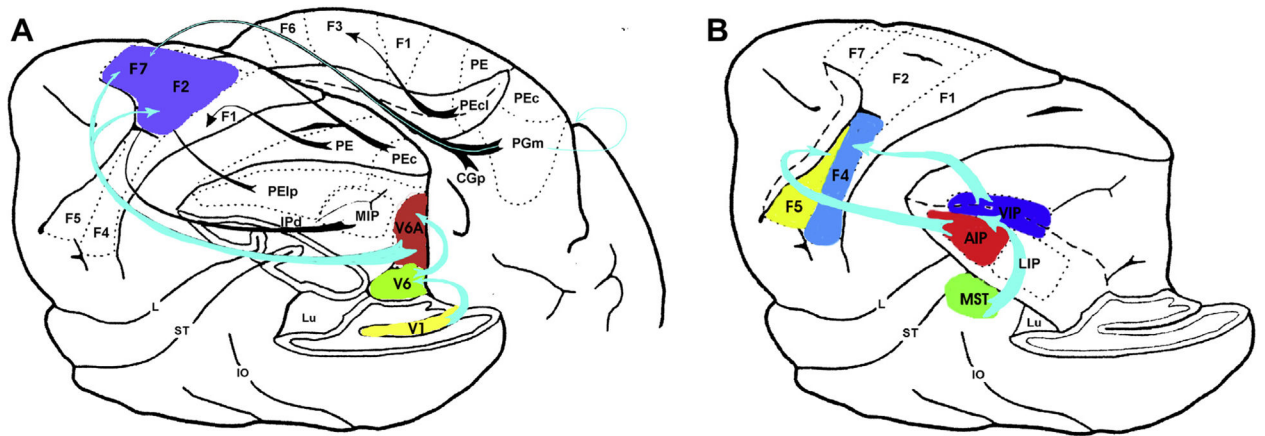 A
F6
F3
F1
PE
PEc
F7
F2
PEci
F1
PE
PEc
PGm
CGp
PEip
MIP
F5
F4
IPd
V6A
V6
L
Lu
V1
ST
IO
B
F7
F2
F1
F4
F5
VIP
AIP
LIP
MST
L
Lu
ST
IO